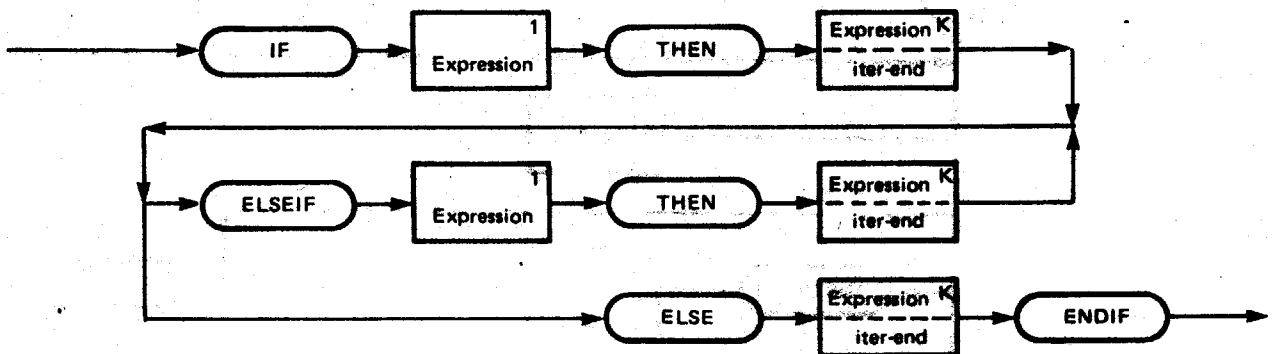 IF
1
Expression
THEN
Expression K
iter-end
ELSEIF
1
Expression
THEN
Expression K
iter-end
ELSE
Expression K
iter-end
ENDIF